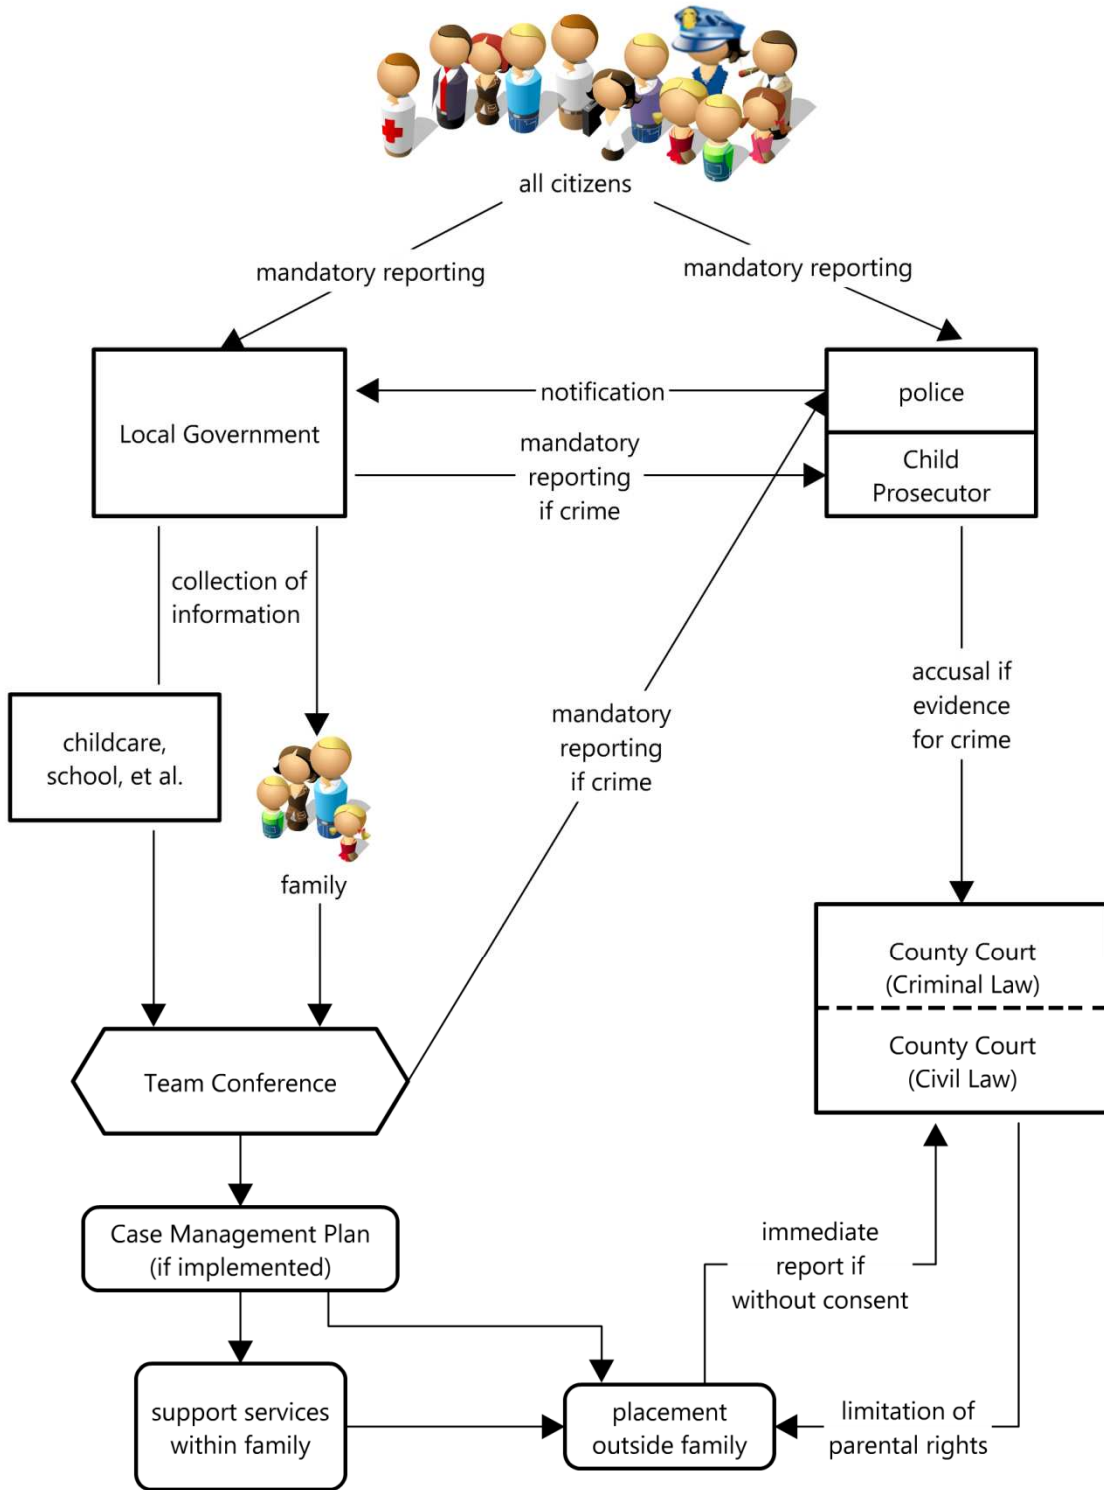 all citizens
mandatory reporting
mandatory reporting
Local Government
notification
police
mandatory
reporting
if crime
Child
Prosecutor
collection of
information
childcare,
school, et al.
family
mandatory
reporting
if crime
accusal if
evidence
for crime
County Court
(Criminal Law)
County Court
(Civil Law)
Team Conference
Case Management Plan
(if implemented)
immediate
report if
without consent
support services
within family
placement
outside family
limitation of
parental rights